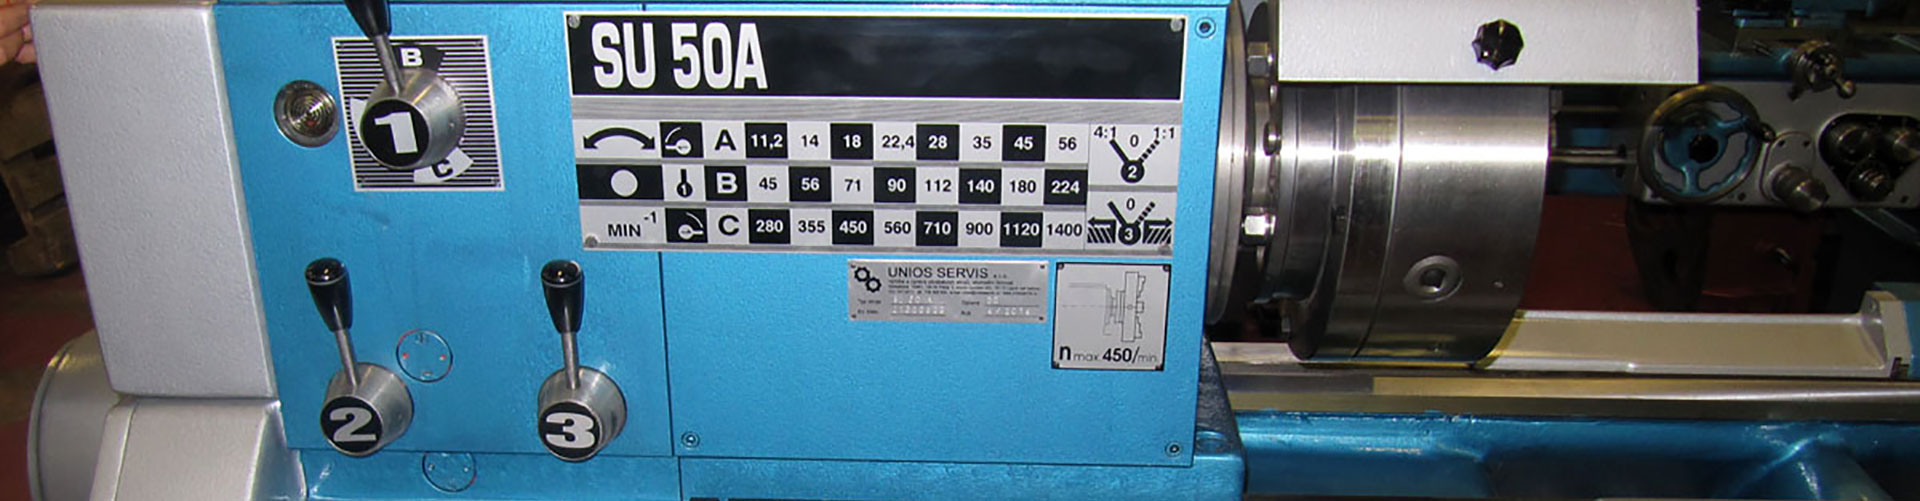 SU 50A
A 11,2 14 18 22,4 28 35 45 56
4:1 0 1:1
2
1 B 45 56 71 90 112 140 180 224
MIN⁻¹ C 280 355 450 560 710 900 1120 1400
0
3
B
1
C
UNIOS SERVIS s.r.o.
n max 450/min.
2
3